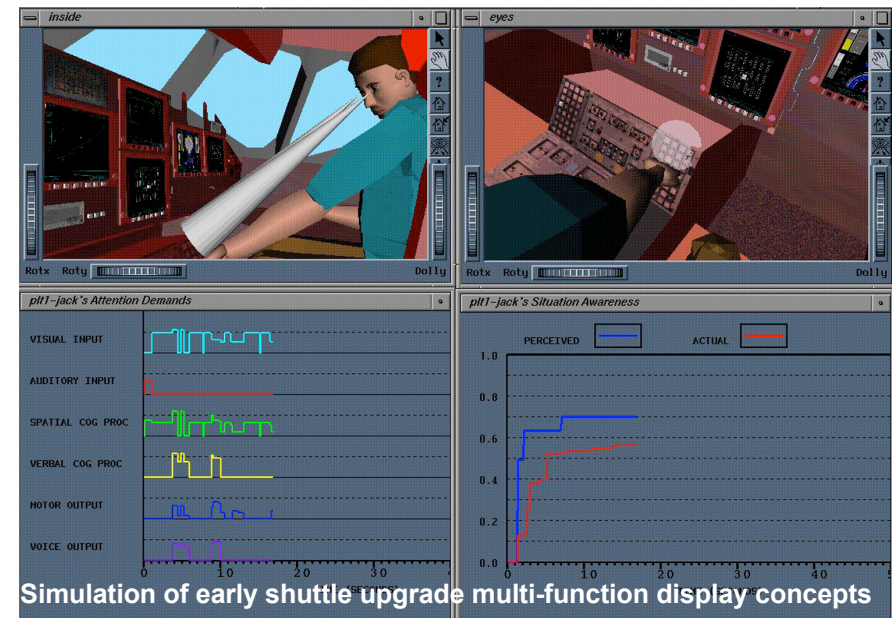 inside
eyes
?
?
Rotx Roty Dolly
Rotx Roty Dolly
plt1-jack's Attention Demands
VISUAL INPUT
AUDITORY INPUT
SPATIAL COG PROC
VERBAL COG PROC
MOTOR OUTPUT
VOICE OUTPUT
0 10 20 30
(SECONDS)
plt1-jack's Situation Awareness
PERCEIVED ACTUAL
1.0
0.8
0.6
0.4
0.2
0.0
0 10 20 30 40 5
Simulation of early shuttle upgrade multi-function display concepts